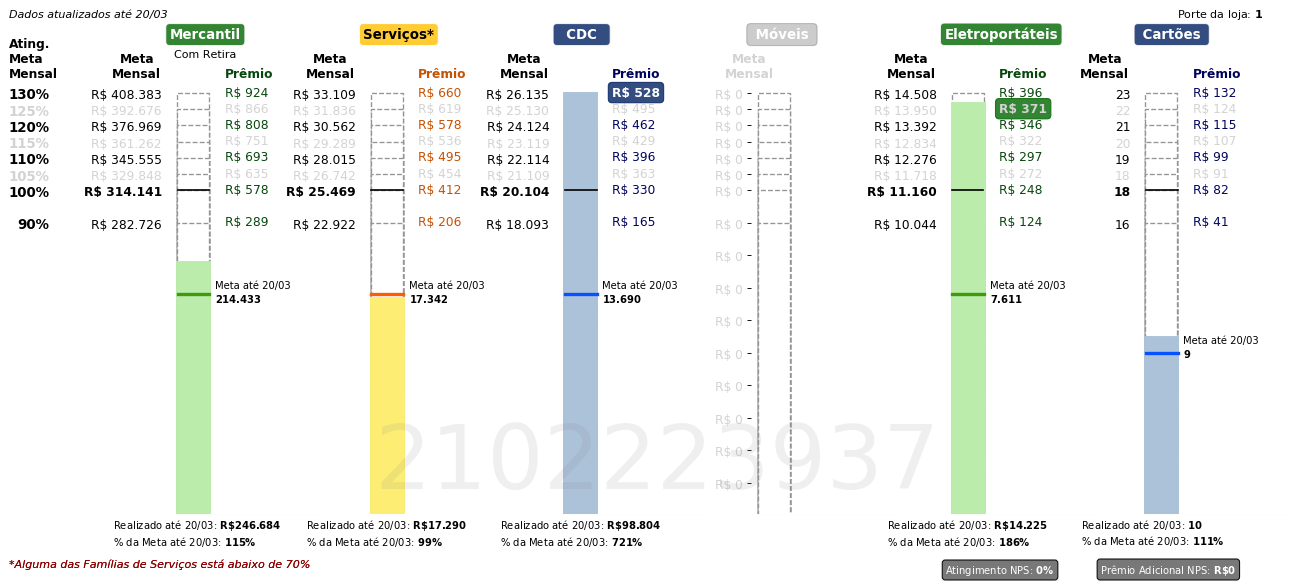 Dados atualizados até 20/03
Porte da loja: 1
Mercantil Serviços* CDC Móveis Eletroportáteis Cartões
Com Retira
Ating. Meta Mensal
Meta Mensal Prêmio Meta Mensal Prêmio Meta Mensal Prêmio Meta Mensal Meta Mensal Prêmio Meta Mensal Prêmio
130% R$ 408.383 R$ 924 R$ 33.109 R$ 660 R$ 26.135 R$ 528 R$ 0 R$ 14.508 R$ 396 23 R$ 132
125% R$ 392.676 R$ 866 R$ 31.836 R$ 619 R$ 25.130 R$ 495 R$ 0 R$ 13.950 R$ 371 22 R$ 124
120% R$ 376.969 R$ 808 R$ 30.562 R$ 578 R$ 24.124 R$ 462 R$ 0 R$ 13.392 R$ 346 21 R$ 115
115% R$ 361.262 R$ 751 R$ 29.289 R$ 536 R$ 23.119 R$ 429 R$ 0 R$ 12.834 R$ 322 20 R$ 107
110% R$ 345.555 R$ 693 R$ 28.015 R$ 495 R$ 22.114 R$ 396 R$ 0 R$ 12.276 R$ 297 19 R$ 99
105% R$ 329.848 R$ 635 R$ 26.742 R$ 454 R$ 21.109 R$ 363 R$ 0 R$ 11.718 R$ 272 18 R$ 91
100% R$ 314.141 R$ 578 R$ 25.469 R$ 412 R$ 20.104 R$ 330 R$ 0 R$ 11.160 R$ 248 18 R$ 82
90% R$ 282.726 R$ 289 R$ 22.922 R$ 206 R$ 18.093 R$ 165 R$ 0 R$ 10.044 R$ 124 16 R$ 41
R$ 0
R$ 0
R$ 0
R$ 0
R$ 0
R$ 0
R$ 0
R$ 0
Meta até 20/03 Meta até 20/03 Meta até 20/03 Meta até 20/03
214.433 17.342 13.690 7.611
Meta até 20/03
9
2102223937
Realizado até 20/03: R$246.684 Realizado até 20/03: R$17.290 Realizado até 20/03: R$98.804 Realizado até 20/03: R$14.225 Realizado até 20/03: 10
% da Meta até 20/03: 115% % da Meta até 20/03: 99% % da Meta até 20/03: 721% % da Meta até 20/03: 186% % da Meta até 20/03: 111%
*Alguma das Famílias de Serviços está abaixo de 70%
Atingimento NPS: 0% Prêmio Adicional NPS: R$0